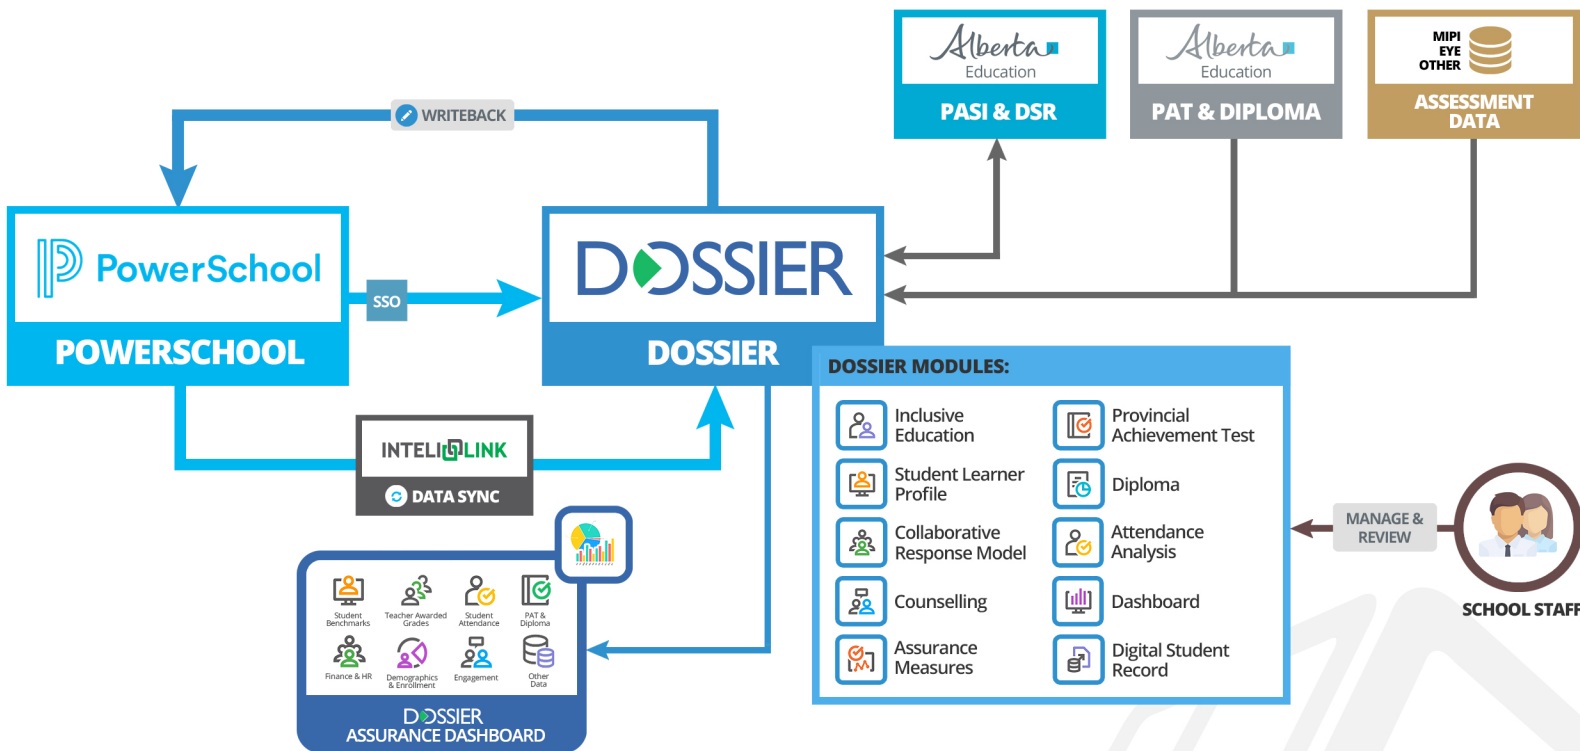 Alberta
Education
PASI & DSR
Alberta
Education
PAT & DIPLOMA
MIPI
EYE
OTHER
ASSESSMENT
DATA
WRITEBACK
PowerSchool
POWERSCHOOL
SSO
DOSSIER
DOSSIER
INTELLILINK
DATA SYNC
DOSSIER MODULES:
Inclusive
Education
Student Learner
Profile
Collaborative
Response Model
Counselling
Assurance
Measures
Provincial
Achievement Test
Diploma
Attendance
Analysis
Dashboard
Digital Student
Record
MANAGE &
REVIEW
SCHOOL STAFF
Student
Benchmarks
Teacher Awarded
Grades
Student
Attendance
PAT &
Diploma
Finance & HR
Demographics
& Enrollment
Engagement
Other
Data
DOSSIER
ASSURANCE DASHBOARD